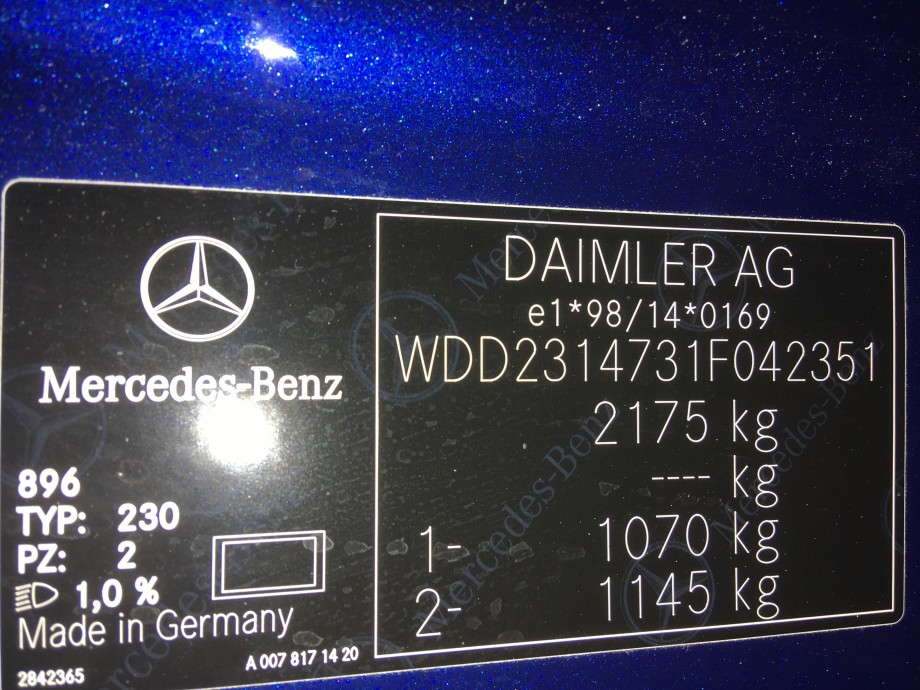 Mercedes-Benz
896
TYP: 230
PZ: 2
1,0 %
Made in Germany
2842365
A 007 817 14 20
DAIMLER AG
e1*98/14*0169
WDD2314731F042351
2175 kg
---- kg
1- 1070 kg
2- 1145 kg